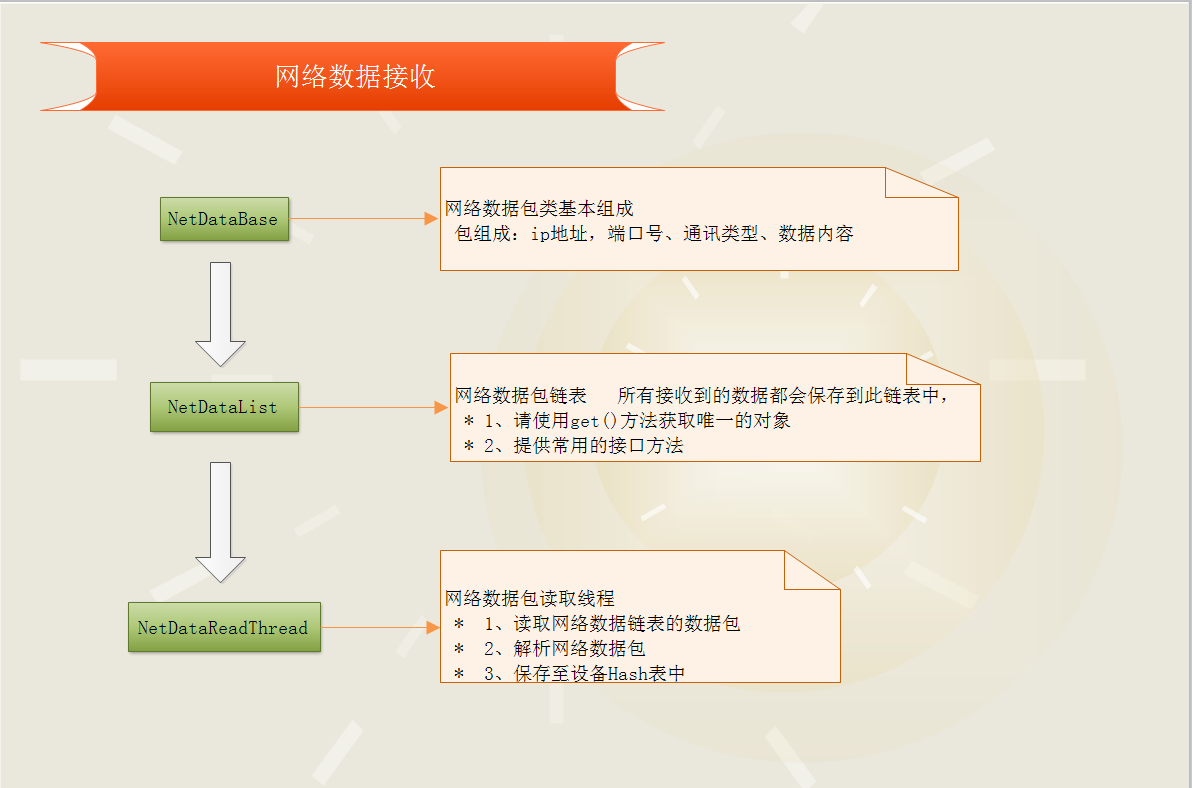 网络数据接收
NetDataBase
网络数据包类基本组成
包组成：ip地址，端口号、通讯类型、数据内容
NetDataList
网络数据包链表 所有接收到的数据都会保存到此链表中，
* 1、请使用get()方法获取唯一的对象
* 2、提供常用的接口方法
NetDataReadThread
网络数据包读取线程
* 1、读取网络数据链表的数据包
* 2、解析网络数据包
* 3、保存至设备Hash表中